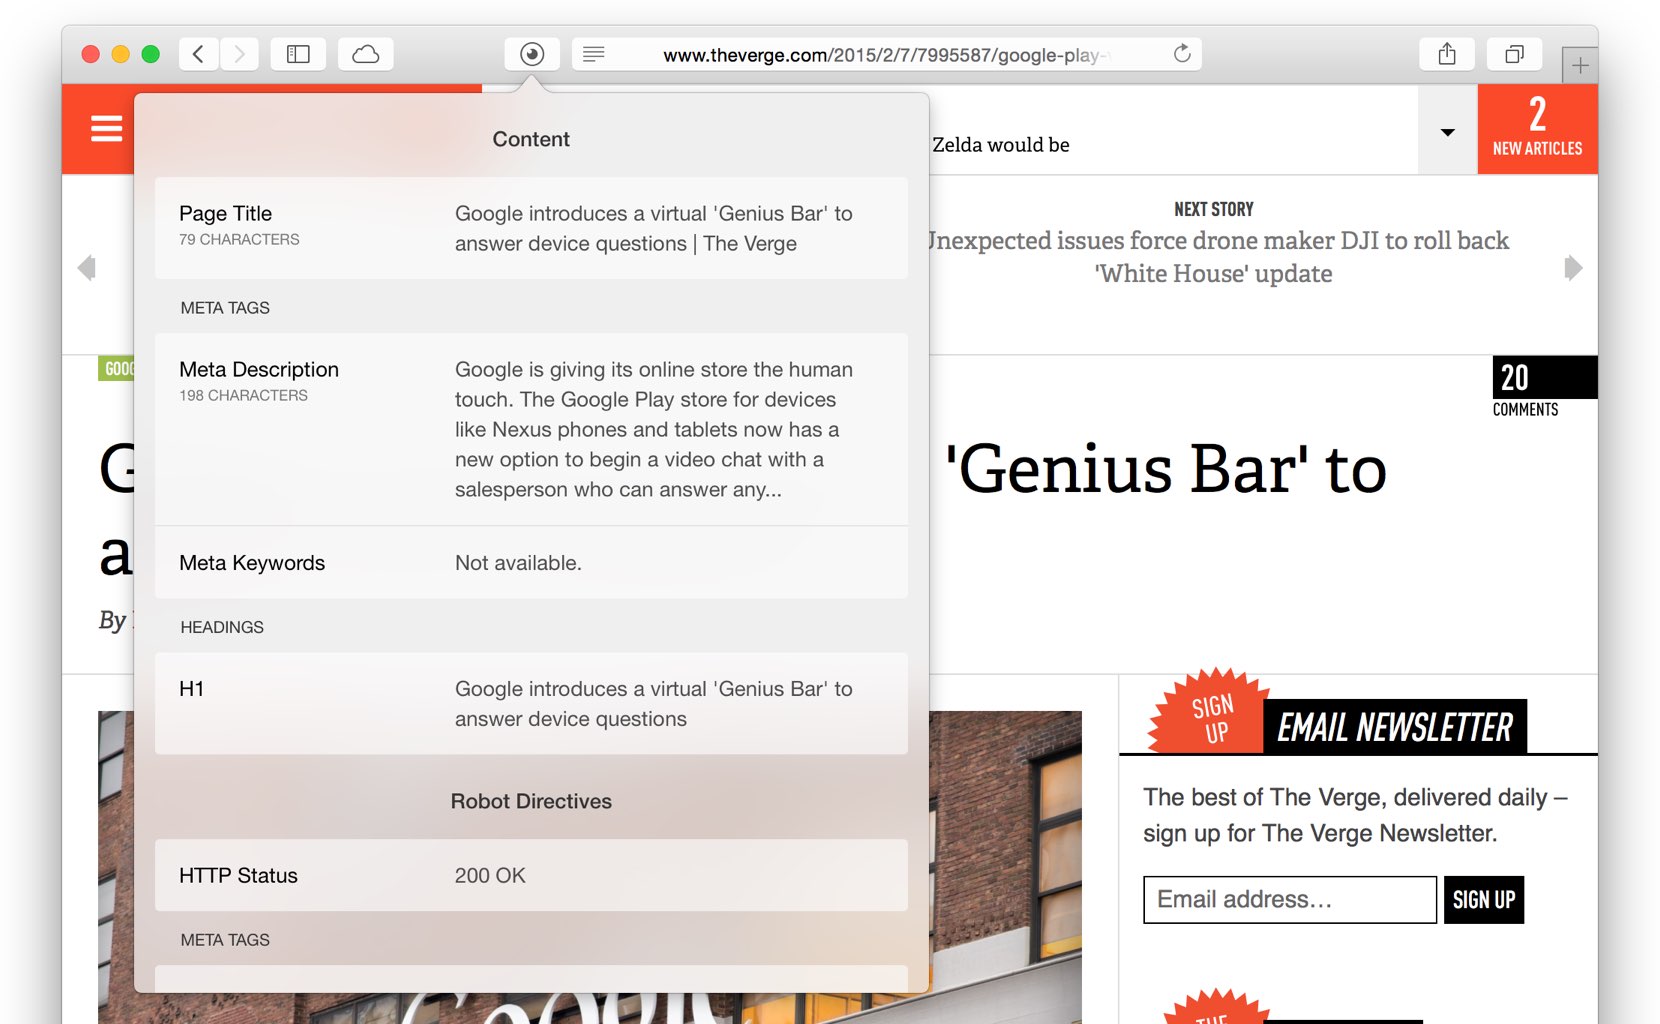 www.theverge.com/2015/2/7/7995587/google-play-
Zelda would be
2
NEW ARTICLES
Content
Page Title
79 CHARACTERS
Google introduces a virtual 'Genius Bar' to
answer device questions | The Verge
NEXT STORY
Unexpected issues force drone maker DJI to roll back
'White House' update
META TAGS
Meta Description
198 CHARACTERS
Google is giving its online store the human
touch. The Google Play store for devices
like Nexus phones and tablets now has a
new option to begin a video chat with a
salesperson who can answer any...
20
COMMENTS
'Genius Bar' to
Meta Keywords
Not available.
By
HEADINGS
H1
Google introduces a virtual 'Genius Bar' to
answer device questions
Robot Directives
HTTP Status
200 OK
META TAGS
SIGN
UP
EMAIL NEWSLETTER
The best of The Verge, delivered daily –
sign up for The Verge Newsletter.
Email address...
SIGN UP
THE